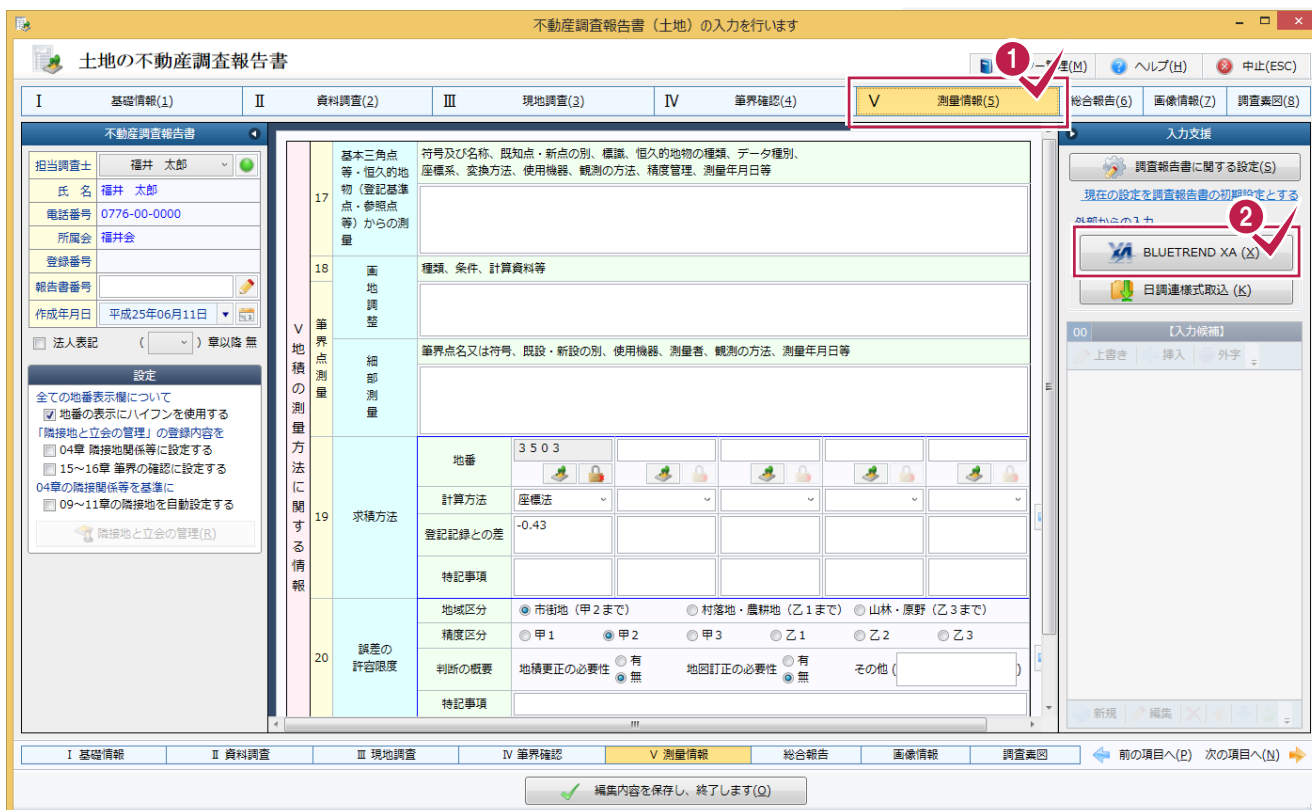 不動産調査報告書（土地）の入力を行います
土地の不動産調査報告書
管理(M) ヘルプ(H) 中止(ESC)
1
Ⅰ 基礎情報(1) Ⅱ 資料調査(2) Ⅲ 現地調査(3) Ⅳ 筆界確認(4) Ⅴ 測量情報(5) 総合報告(6) 画像情報(7) 調査素図(8)
不動産調査報告書
担当調査士 福井 太郎
氏 名 福井 太郎
電話番号 0776-00-0000
所属会 福井会
登録番号
報告書番号
作成年月日 平成25年06月11日
法人表記 ( ) 章以降 無
設定
全ての地番表示欄について
地番の表示にハイフンを使用する
「隣接地と立会の管理」の登録内容を
04章 隣接地関係等に設定する
15～16章 筆界の確認に設定する
04章の隣接関係等を基準に
09～11章の隣接地を自動設定する
隣接地と立会の管理(R)
Ⅴ地積の測量方法に関する情報
17
基本三角点
等・恒久的地
物（登記基準
点・参照点
等）からの測
量
符号及び名称、既知点・新点の別、標識、恒久的地物の種類、データ種別、
座標系、変換方法、使用機器、観測の方法、精度管理、測量年月日等
18
筆界点測量
画地調整
種類、条件、計算資料等
細部測量
筆界点名又は符号、既設・新設の別、使用機器、測量者、観測の方法、測量年月日等
19
求積方法
地番 3503
計算方法 座標法
登記記録との差 -0.43
特記事項
20
誤差の
許容限度
地域区分 市街地（甲2まで） 村落地・農耕地（乙1まで） 山林・原野（乙3まで）
精度区分 甲1 甲2 甲3 乙1 乙2 乙3
判断の概要 地積更正の必要性 有 無 地図訂正の必要性 有 無 その他 ( )
特記事項
入力支援
調査報告書に関する設定(S)
現在の設定を調査報告書の初期設定とする
外部からの入力
2
BLUETREND XA (X)
日調連様式取込 (K)
00 【入力候補】
上書き 挿入 外字
新規 編集
Ⅰ 基礎情報 Ⅱ 資料調査 Ⅲ 現地調査 Ⅳ 筆界確認 Ⅴ 測量情報 総合報告 画像情報 調査素図 前の項目へ(P) 次の項目へ(N)
編集内容を保存し、終了します(O)